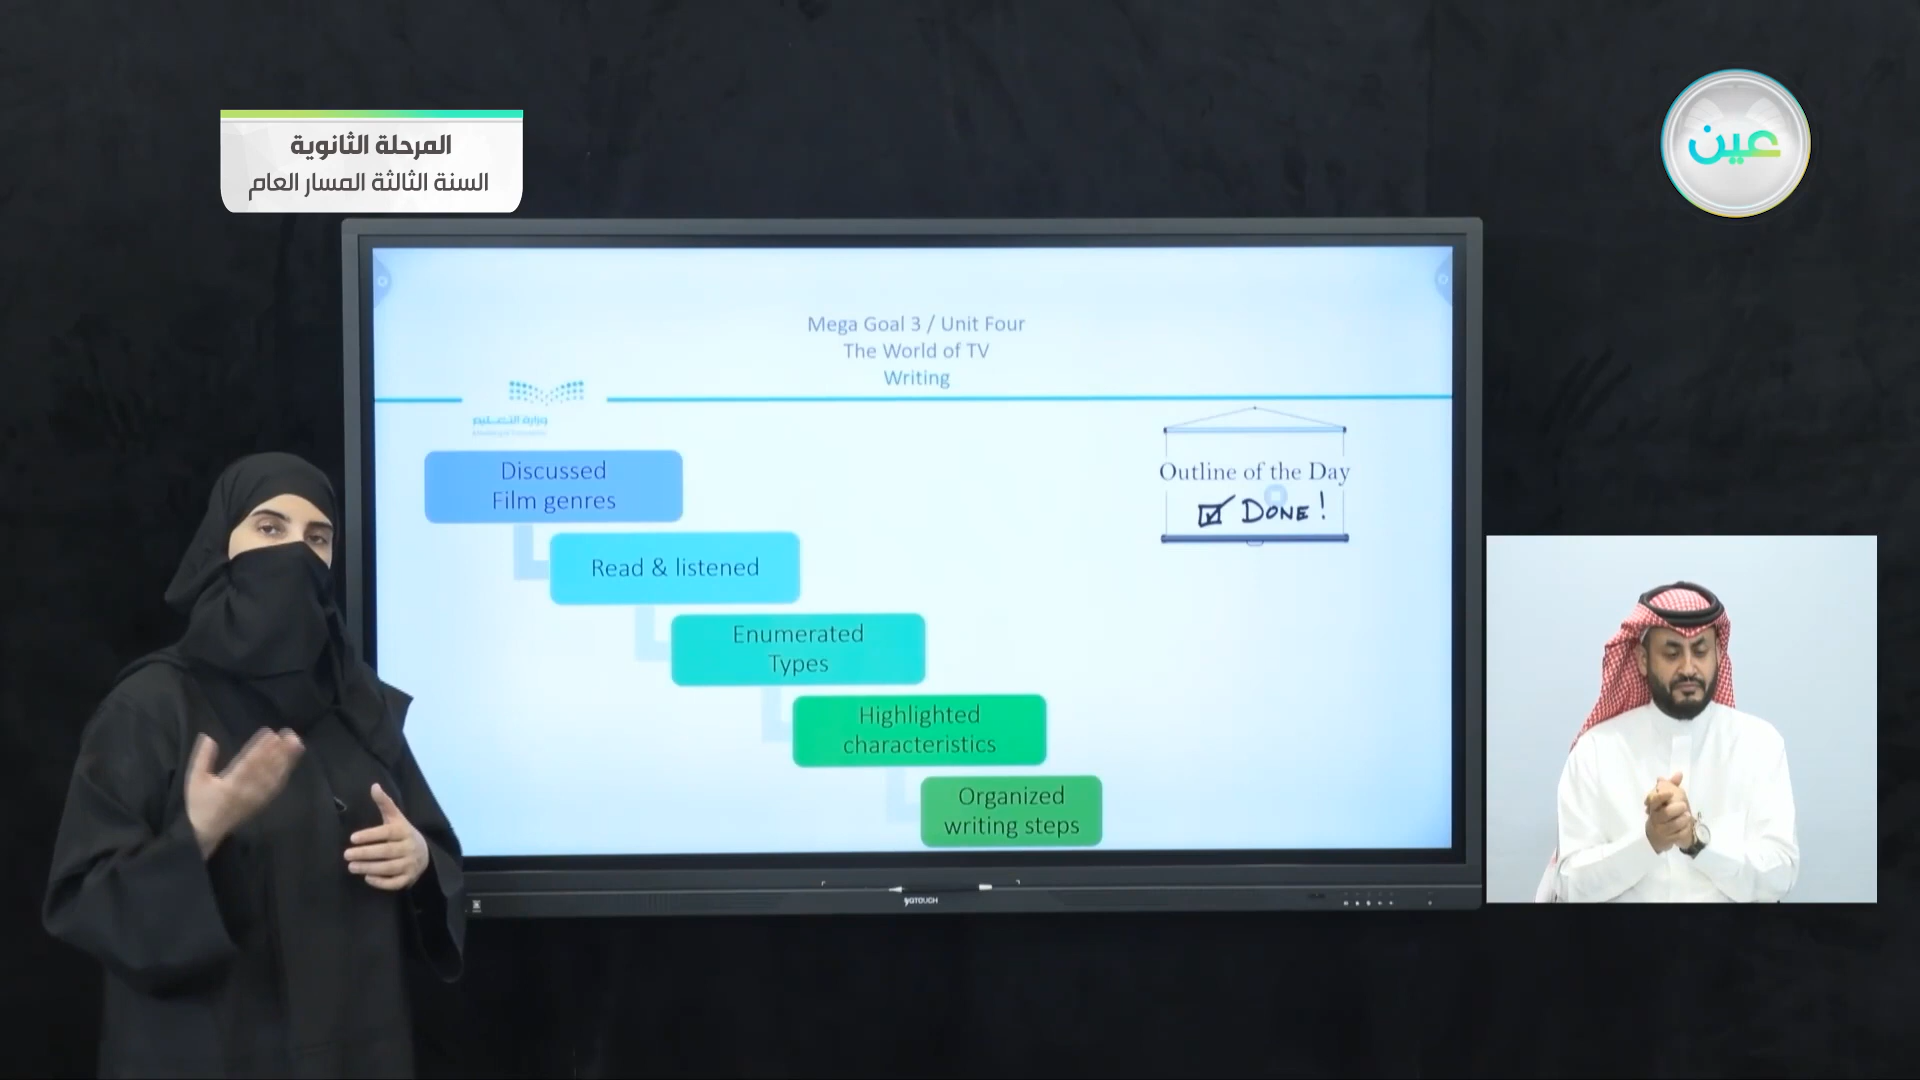 المرحلة الثانوية
السنة الثالثة المسار العام
عين
Mega Goal 3 / Unit Four
The World of TV
Writing
وزارة التعليم
Outline of the Day
DONE!
Discussed
Film genres
Read & listened
Enumerated
Types
Highlighted
characteristics
Organized
writing steps